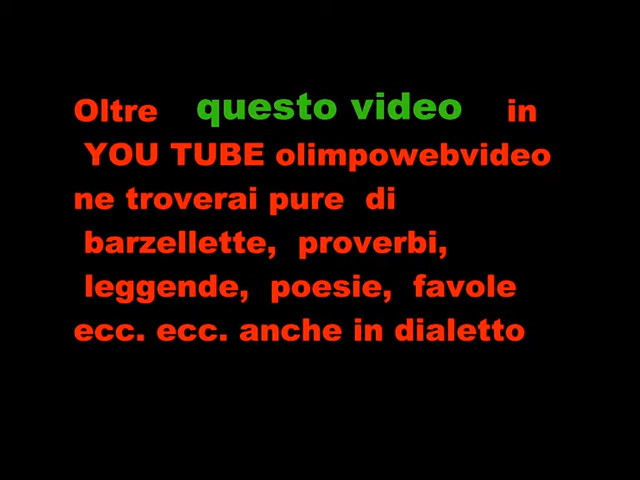 Oltre questo video in
YOU TUBE olimpowebvideo
ne troverai pure di
barzellette, proverbi,
leggende, poesie, favole
ecc. ecc. anche in dialetto